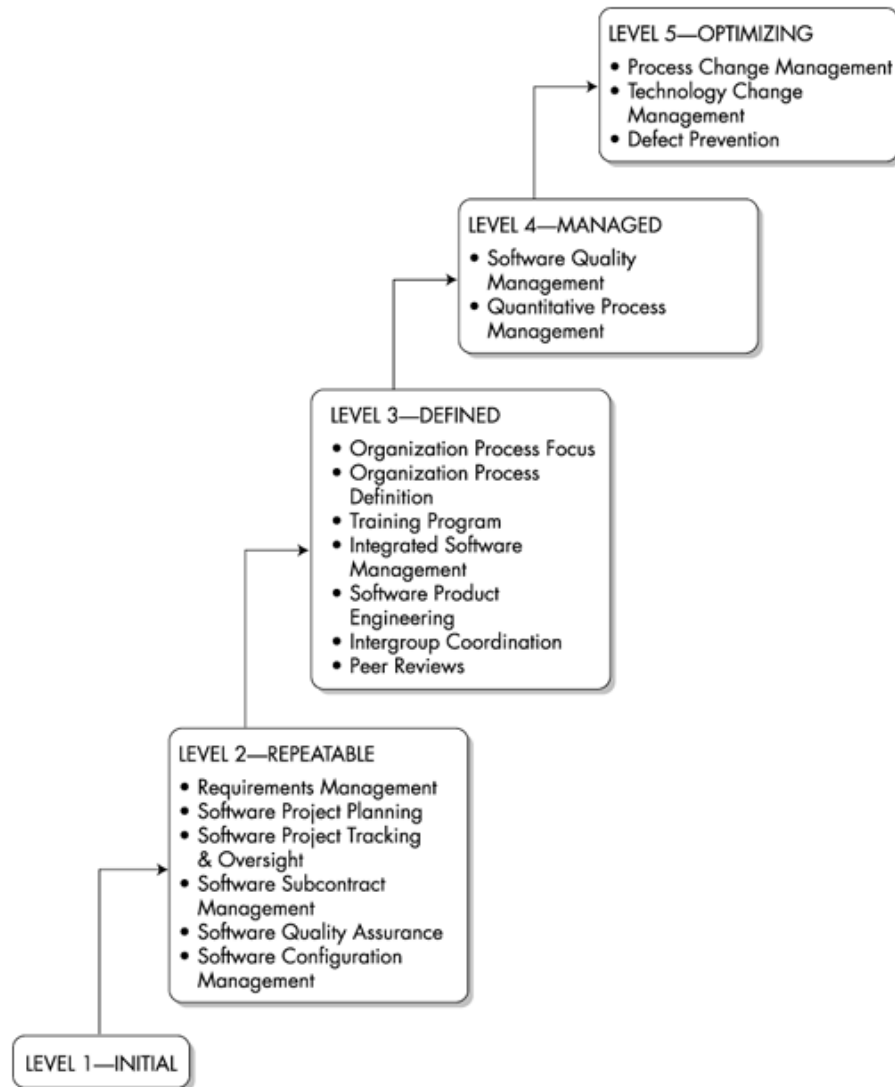 LEVEL 5—OPTIMIZING
• Process Change Management
• Technology Change
Management
• Defect Prevention
LEVEL 4—MANAGED
• Software Quality
Management
• Quantitative Process
Management
LEVEL 3—DEFINED
• Organization Process Focus
• Organization Process
Definition
• Training Program
• Integrated Software
Management
• Software Product
Engineering
• Intergroup Coordination
• Peer Reviews
LEVEL 2—REPEATABLE
• Requirements Management
• Software Project Planning
• Software Project Tracking
& Oversight
• Software Subcontract
Management
• Software Quality Assurance
• Software Configuration
Management
LEVEL 1—INITIAL